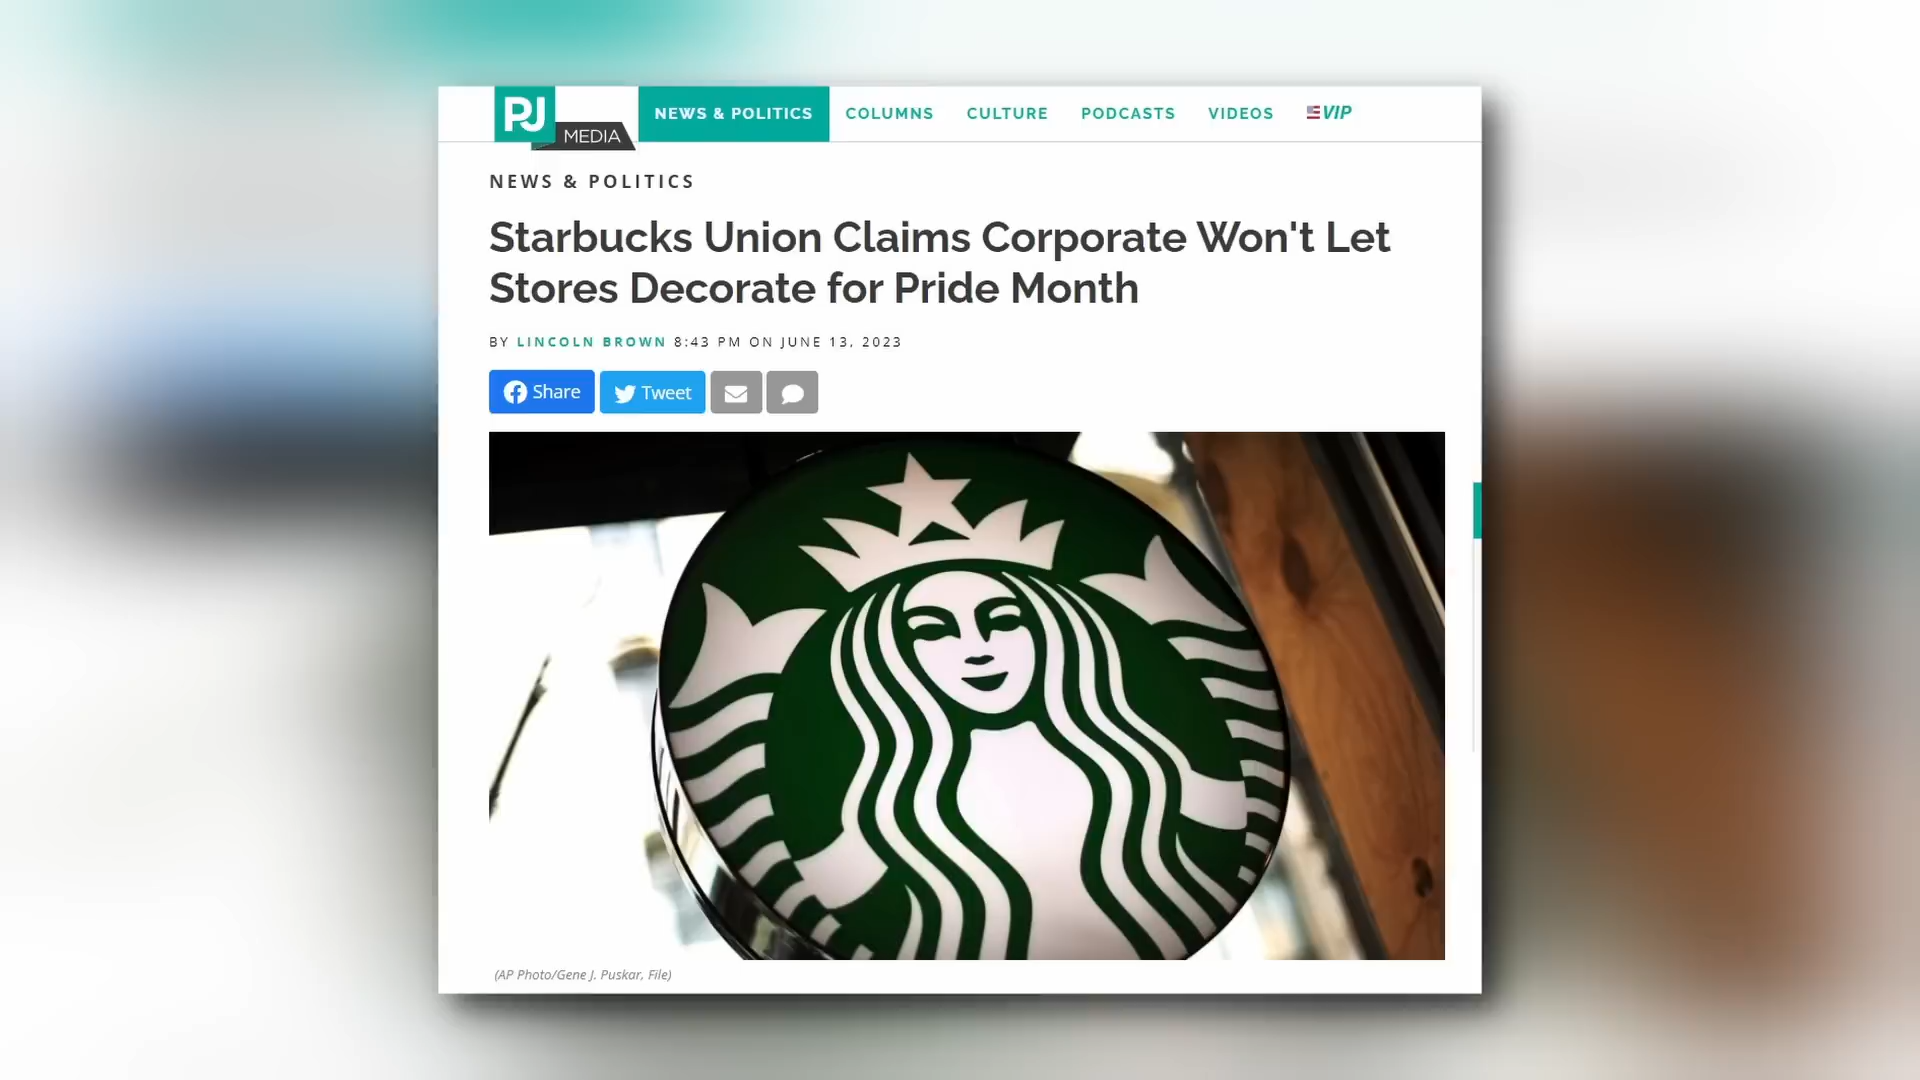 PJ MEDIA
NEWS & POLITICS COLUMNS CULTURE PODCASTS VIDEOS VIP
NEWS & POLITICS
Starbucks Union Claims Corporate Won't Let
Stores Decorate for Pride Month
BY LINCOLN BROWN 8:43 PM ON JUNE 13, 2023
Share Tweet
(AP Photo/Gene J. Puskar, File)